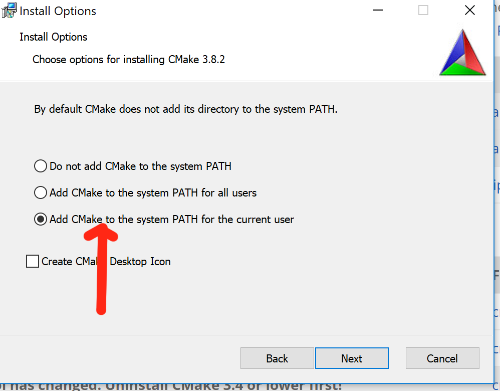 Install Options
Install Options
Choose options for installing CMake 3.8.2
By default CMake does not add its directory to the system PATH.
Do not add CMake to the system PATH
Add CMake to the system PATH for all users
Add CMake to the system PATH for the current user
Create CMake Desktop Icon
Back
Next
Cancel
has changed. Uninstall CMake 3.4 or lower first!